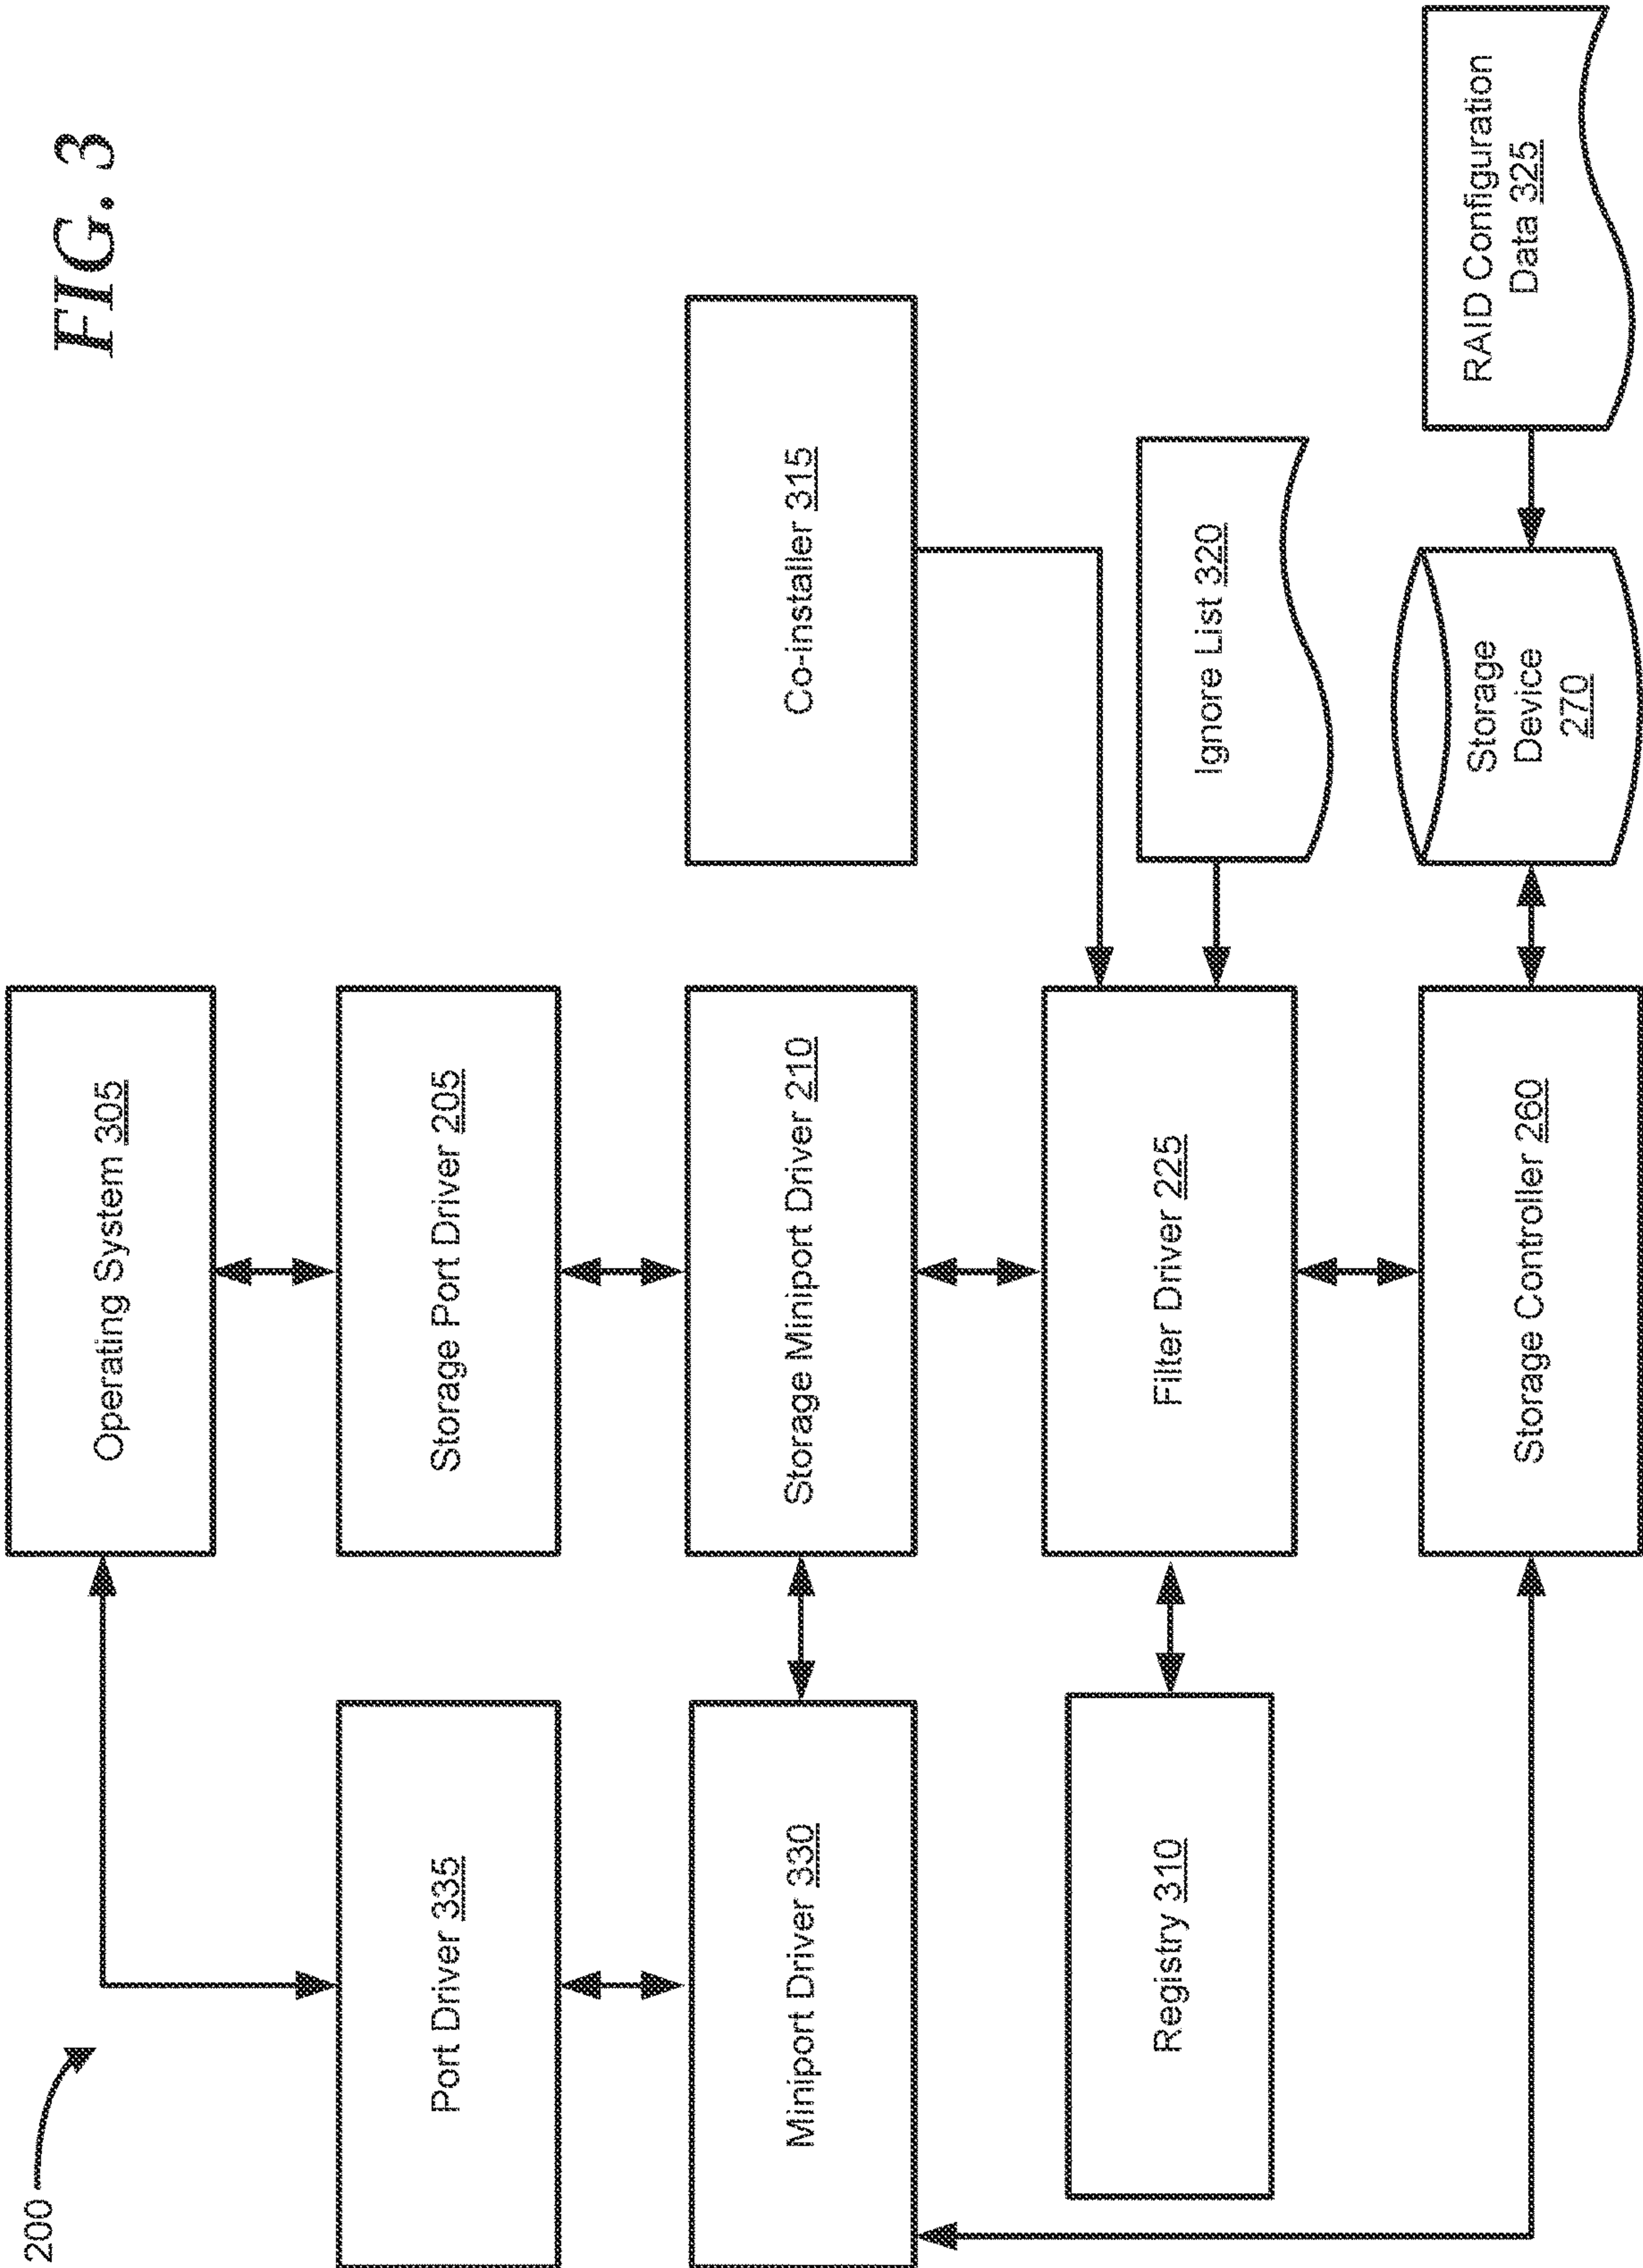 FIG. 3
200
Operating System 305
Port Driver 335
Storage Port Driver 205
Miniport Driver 330
Storage Miniport Driver 210
Co-installer 315
Registry 310
Filter Driver 225
Ignore List 320
Storage Controller 260
Storage
Device
270
RAID Configuration
Data 325